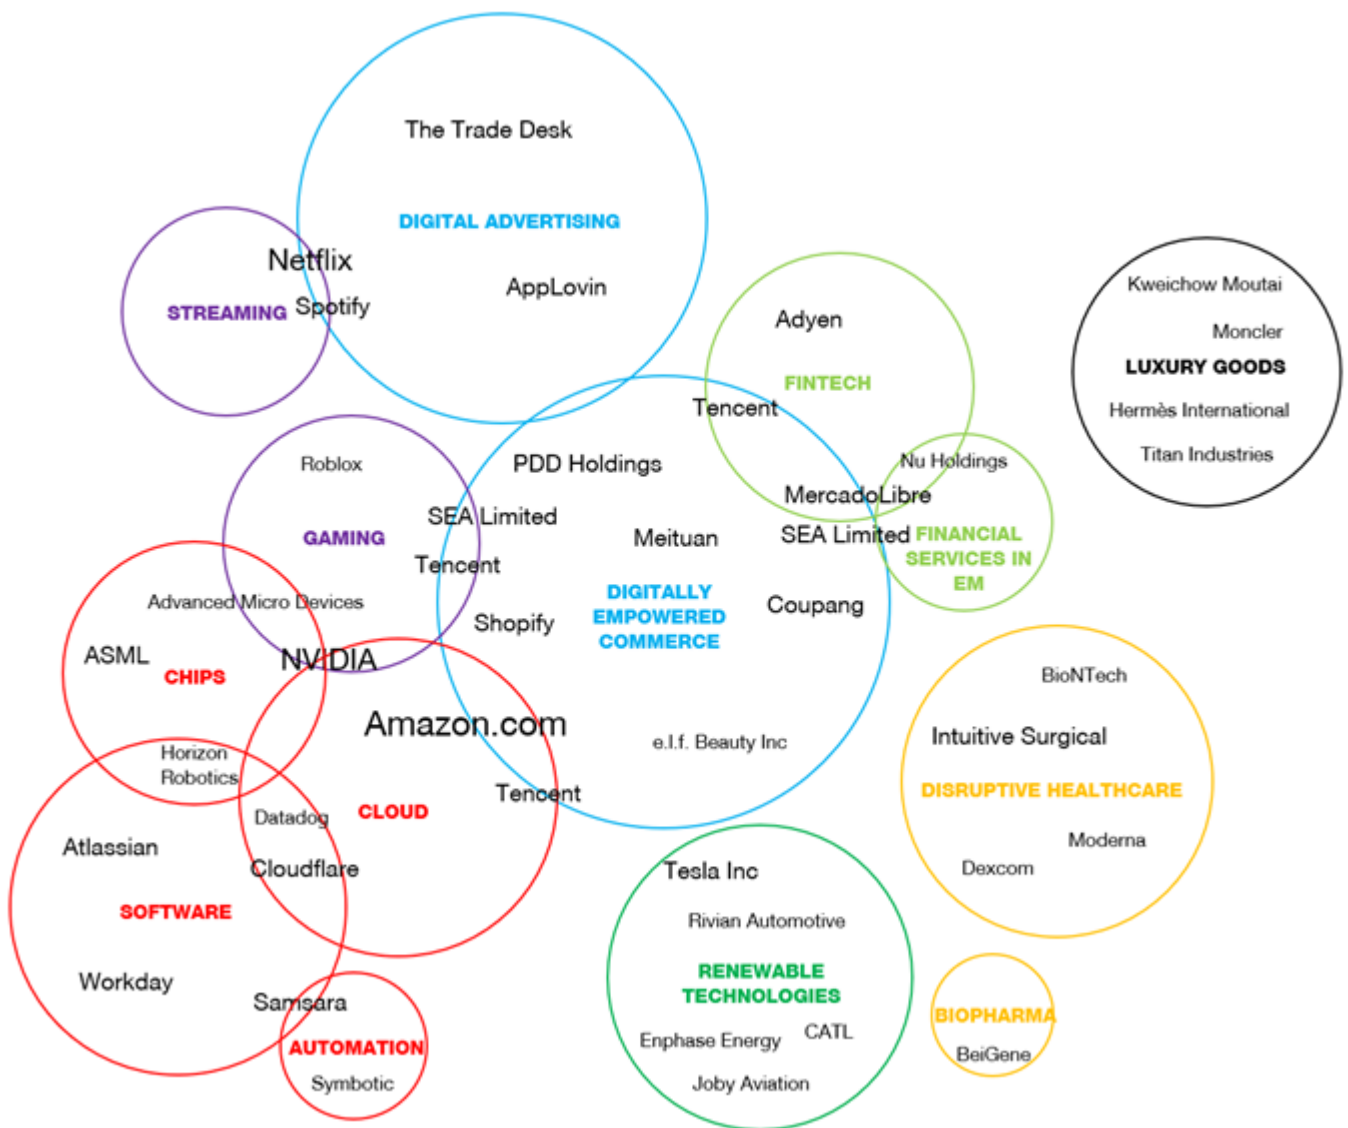 The Trade Desk
DIGITAL ADVERTISING
AppLovin
Netflix
Spotify
STREAMING
Adyen
FINTECH
Tencent
Kweichow Moutai
Moncler
LUXURY GOODS
Hermès International
Titan Industries
Nu Holdings
MercadoLibre
SEA Limited
FINANCIAL
SERVICES IN
EM
Roblox
GAMING
SEA Limited
Tencent
PDD Holdings
Meituan
DIGITALLY
EMPOWERED
COMMERCE
Coupang
Shopify
e.l.f. Beauty Inc
Advanced Micro Devices
ASML
CHIPS
NVIDIA
Amazon.com
Horizon
Robotics
Tencent
CLOUD
Datadog
Cloudflare
Atlassian
SOFTWARE
Workday
Samsara
AUTOMATION
Symbotic
BioNTech
Intuitive Surgical
DISRUPTIVE HEALTHCARE
Moderna
Dexcom
Tesla Inc
Rivian Automotive
RENEWABLE
TECHNOLOGIES
Enphase Energy
CATL
Joby Aviation
BIOPHARMA
BeiGene